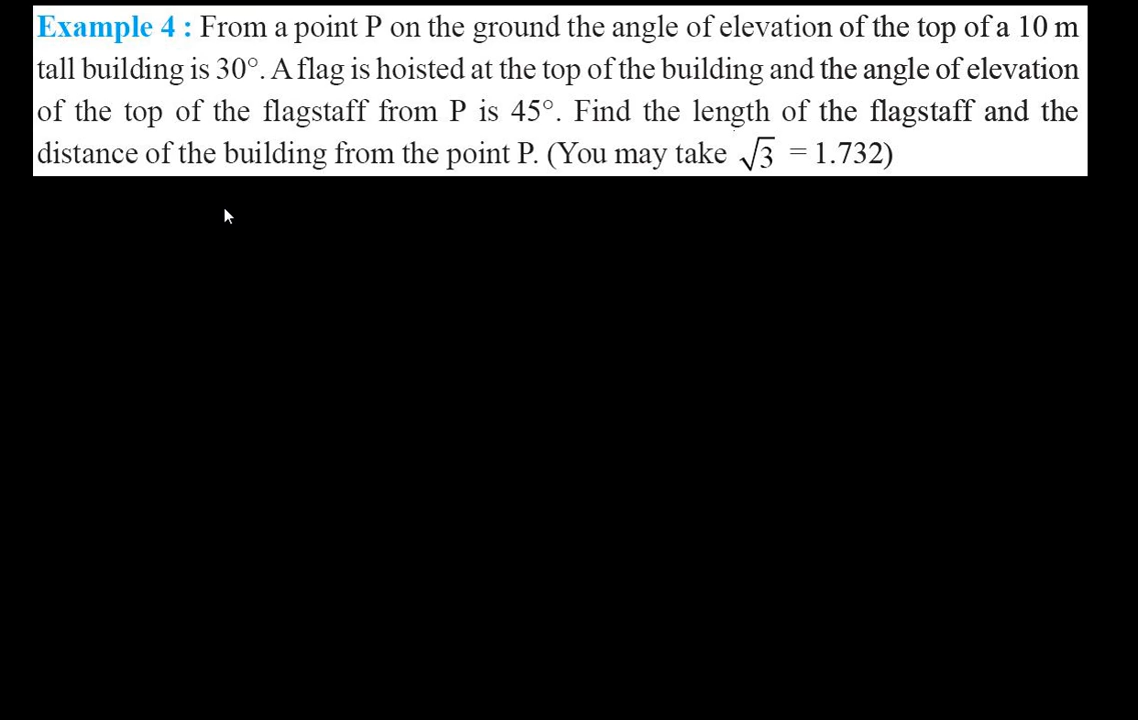 Example 4 : From a point P on the ground the angle of elevation of the top of a 10 m
tall building is 30°. A flag is hoisted at the top of the building and the angle of elevation
of the top of the flagstaff from P is 45°. Find the length of the flagstaff and the
distance of the building from the point P. (You may take √3 = 1.732)